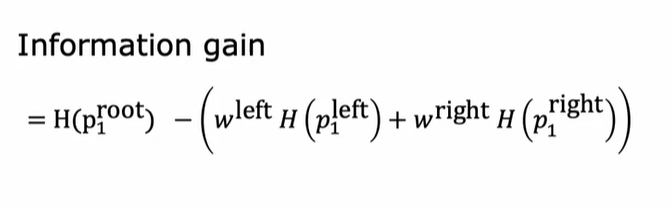 Information gain
= H(p₁^root) − (w^left H (p₁^left) + w^right H (p₁^right))